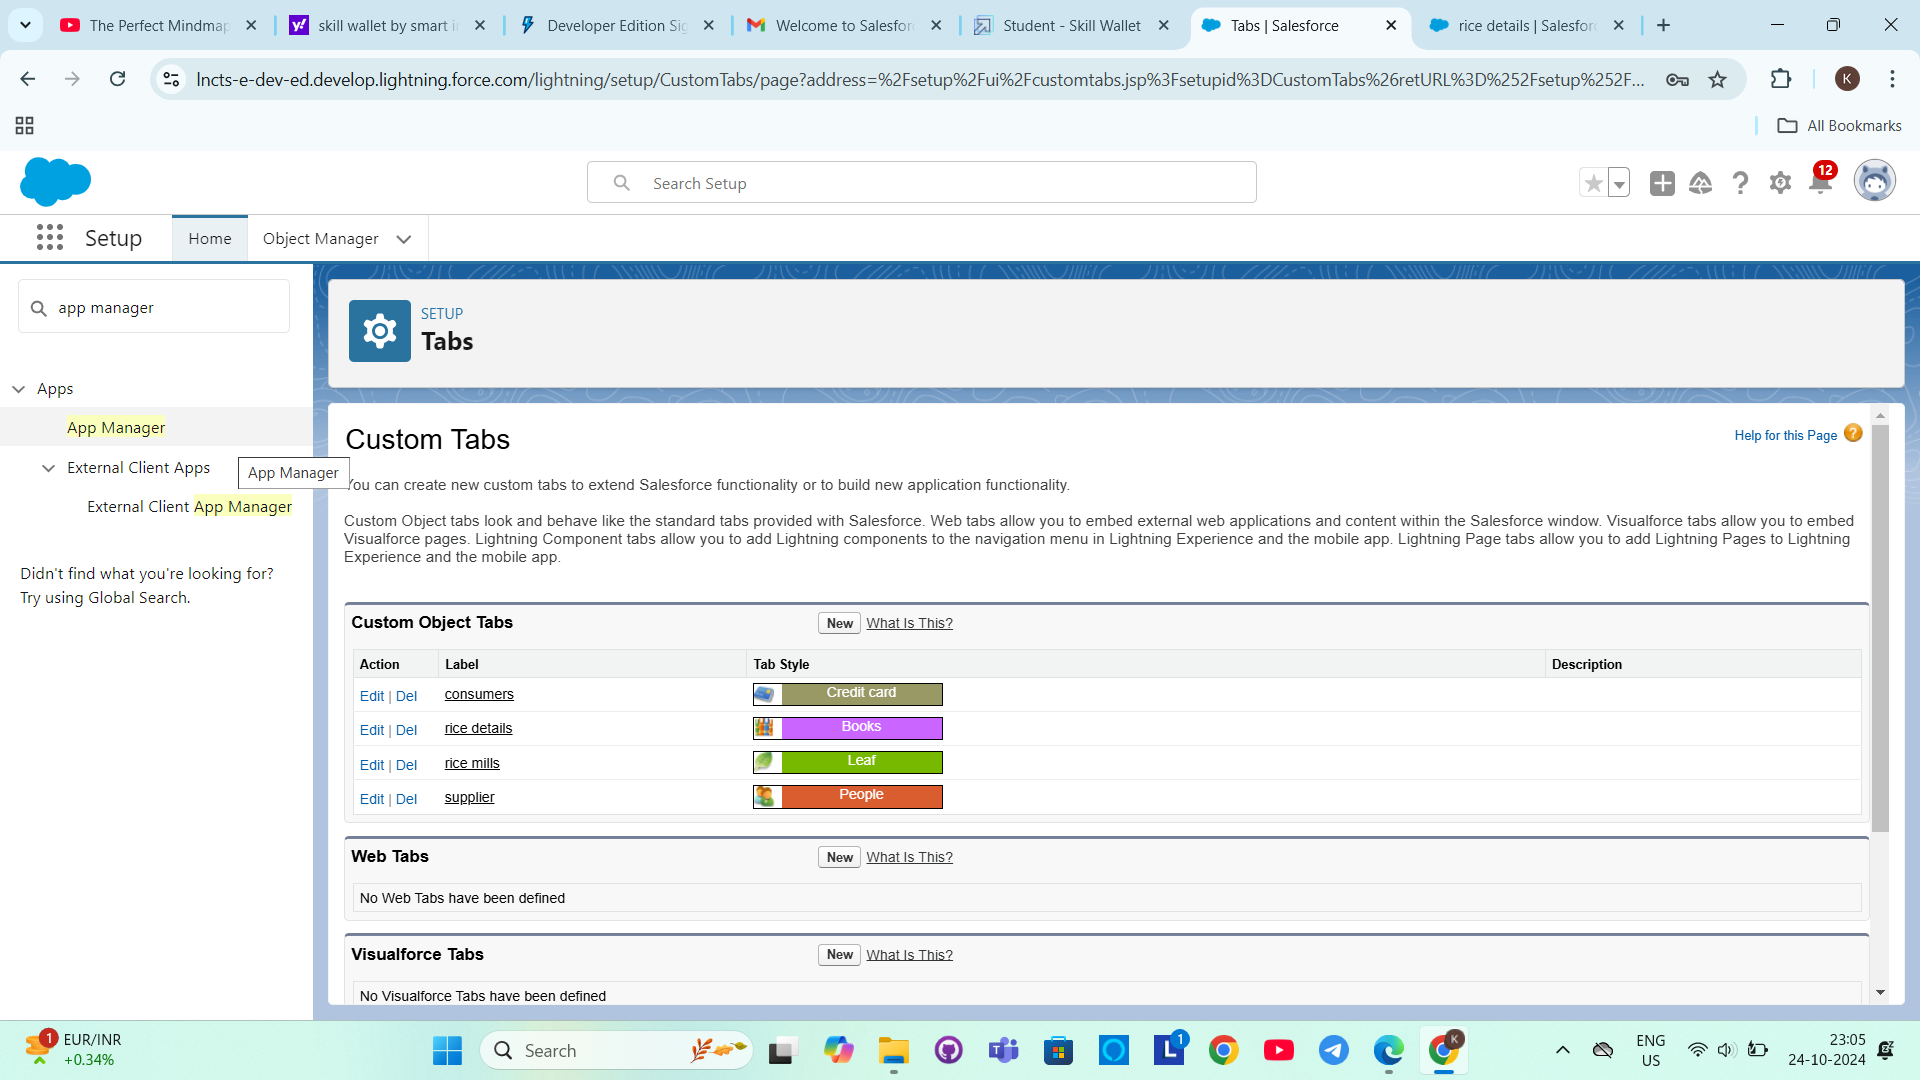 The Perfect Mindmap
skill wallet by smart in
Developer Edition Sig
Welcome to Salesfor
Student - Skill Wallet
Tabs | Salesforce
rice details | Salesforc
lncts-e-dev-ed.develop.lightning.force.com/lightning/setup/CustomTabs/page?address=%2Fsetup%2Fui%2Fcustomtabs.jsp%3Fsetupid%3DCustomTabs%26retURL%3D%252Fsetup%252F...
K
All Bookmarks
Search Setup
12
Setup
Home
Object Manager
app manager
Apps
App Manager
External Client Apps
App Manager
External Client App Manager
Didn't find what you're looking for?
Try using Global Search.
SETUP
Tabs
Custom Tabs
Help for this Page
You can create new custom tabs to extend Salesforce functionality or to build new application functionality.
Custom Object tabs look and behave like the standard tabs provided with Salesforce. Web tabs allow you to embed external web applications and content within the Salesforce window. Visualforce tabs allow you to embed
Visualforce pages. Lightning Component tabs allow you to add Lightning components to the navigation menu in Lightning Experience and the mobile app. Lightning Page tabs allow you to add Lightning Pages to Lightning
Experience and the mobile app.
Custom Object Tabs
New
What Is This?
Action
Label
Tab Style
Description
Edit | Del
consumers
Credit card
Edit | Del
rice details
Books
Edit | Del
rice mills
Leaf
Edit | Del
supplier
People
Web Tabs
New
What Is This?
No Web Tabs have been defined
Visualforce Tabs
New
What Is This?
No Visualforce Tabs have been defined
1
EUR/INR
+0.34%
Search
1
K
ENG
US
23:05
24-10-2024